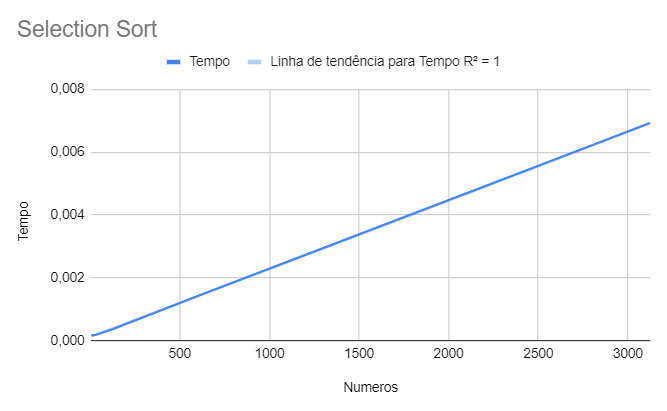 Selection Sort
Tempo Linha de tendência para Tempo R² = 1
0,008
0,006
0,004
0,002
0,000
Tempo
500 1000 1500 2000 2500 3000
Numeros